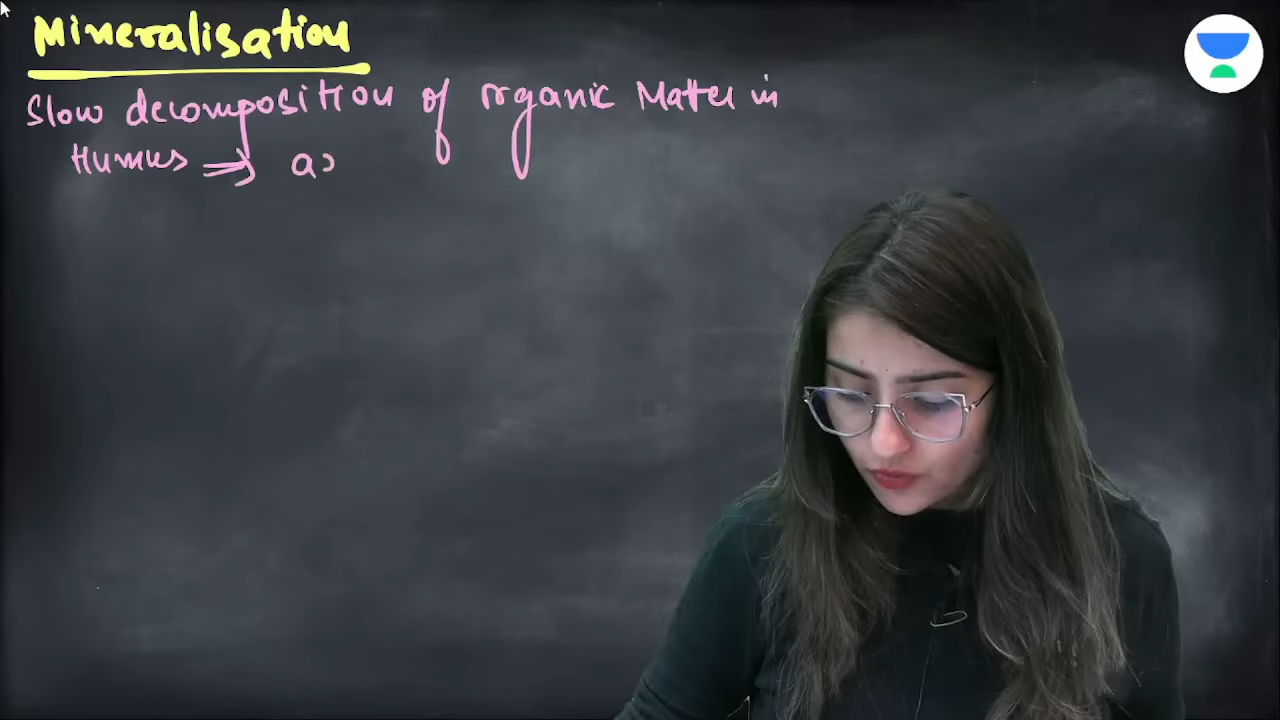 Mineralisation
Slow decomposition of organic Matter in
Humus ⇒